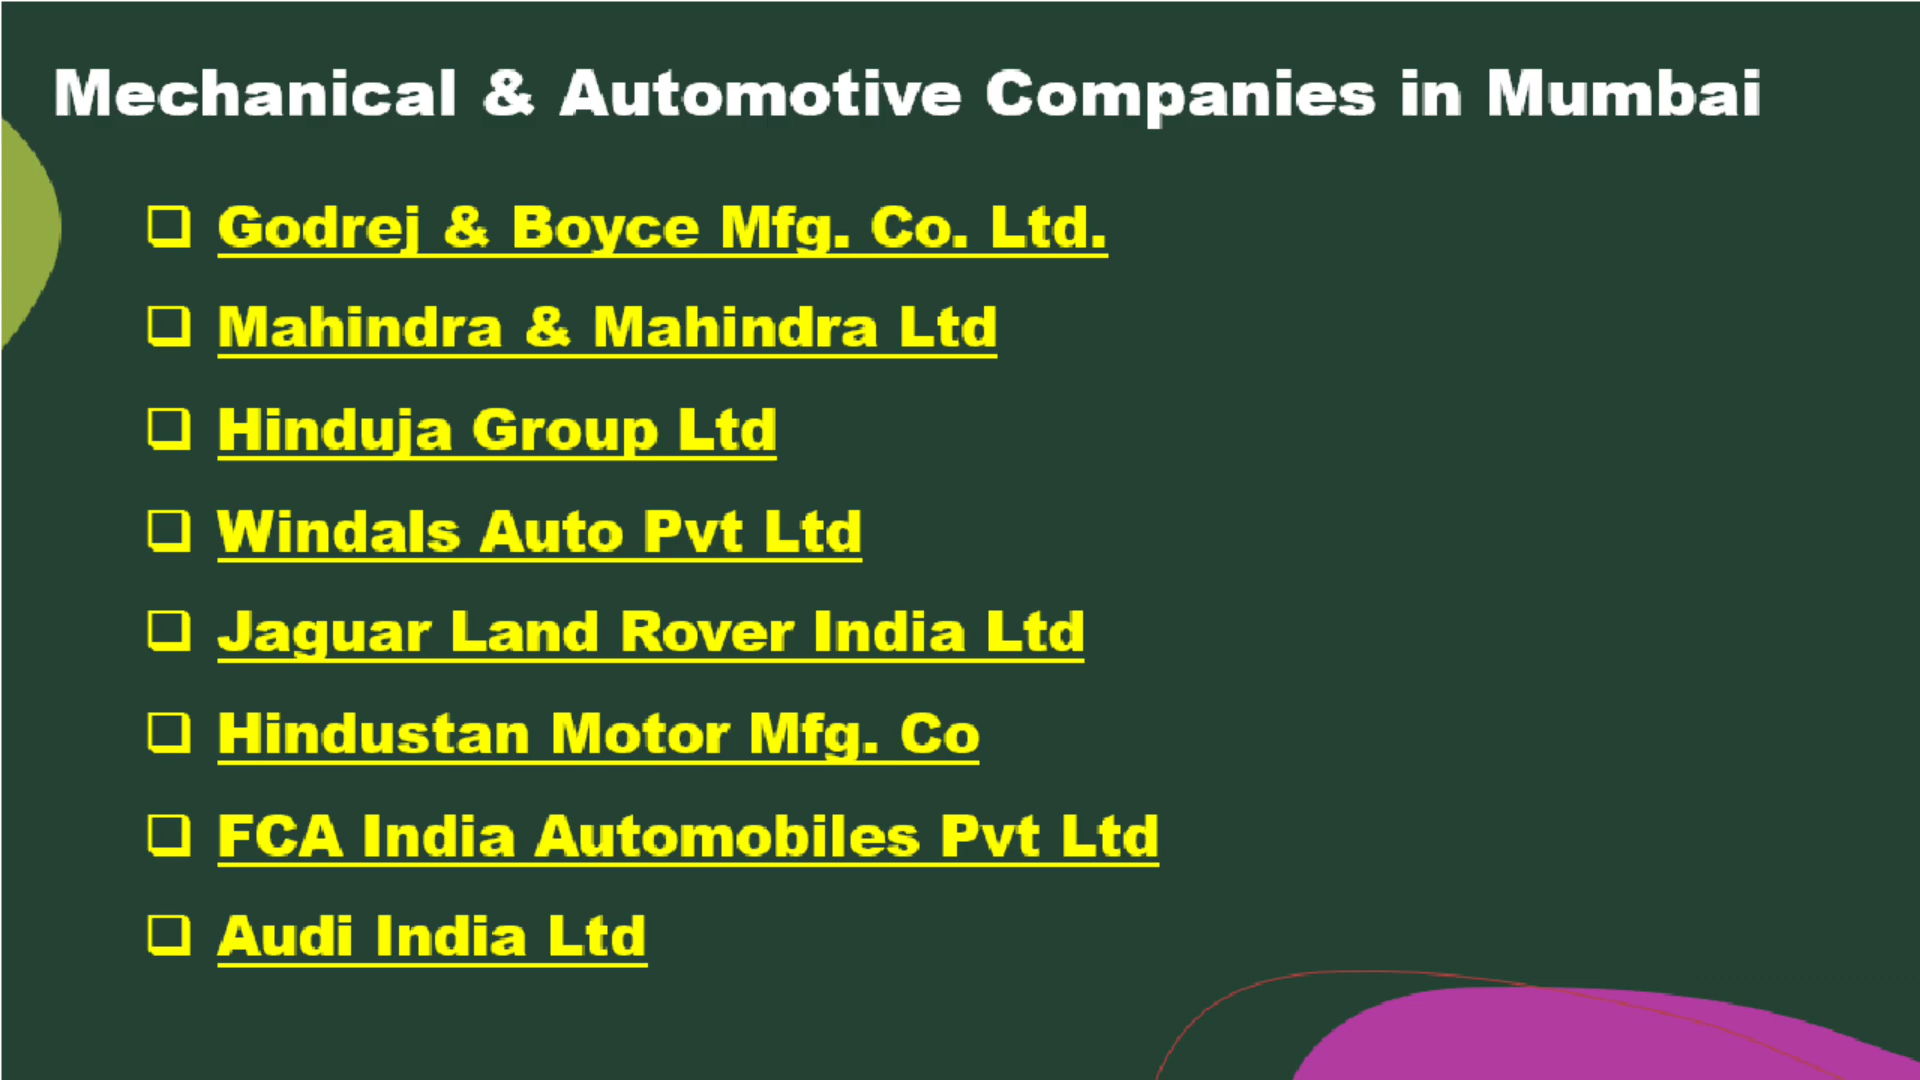 Mechanical & Automotive Companies in Mumbai
❑ Godrej & Boyce Mfg. Co. Ltd.
❑ Mahindra & Mahindra Ltd
❑ Hinduja Group Ltd
❑ Windals Auto Pvt Ltd
❑ Jaguar Land Rover India Ltd
❑ Hindustan Motor Mfg. Co
❑ FCA India Automobiles Pvt Ltd
❑ Audi India Ltd